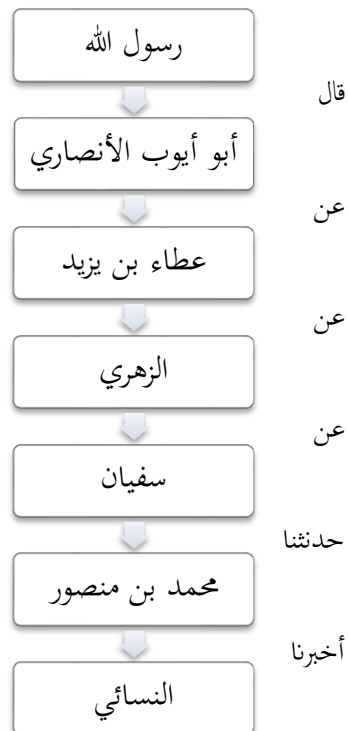 رسول الله
قال
أبو أيوب الأنصاري
عن
عطاء بن يزيد
عن
الزهري
عن
سفيان
حدنثنا
محمد بن منصور
أخبرنا
النسائي